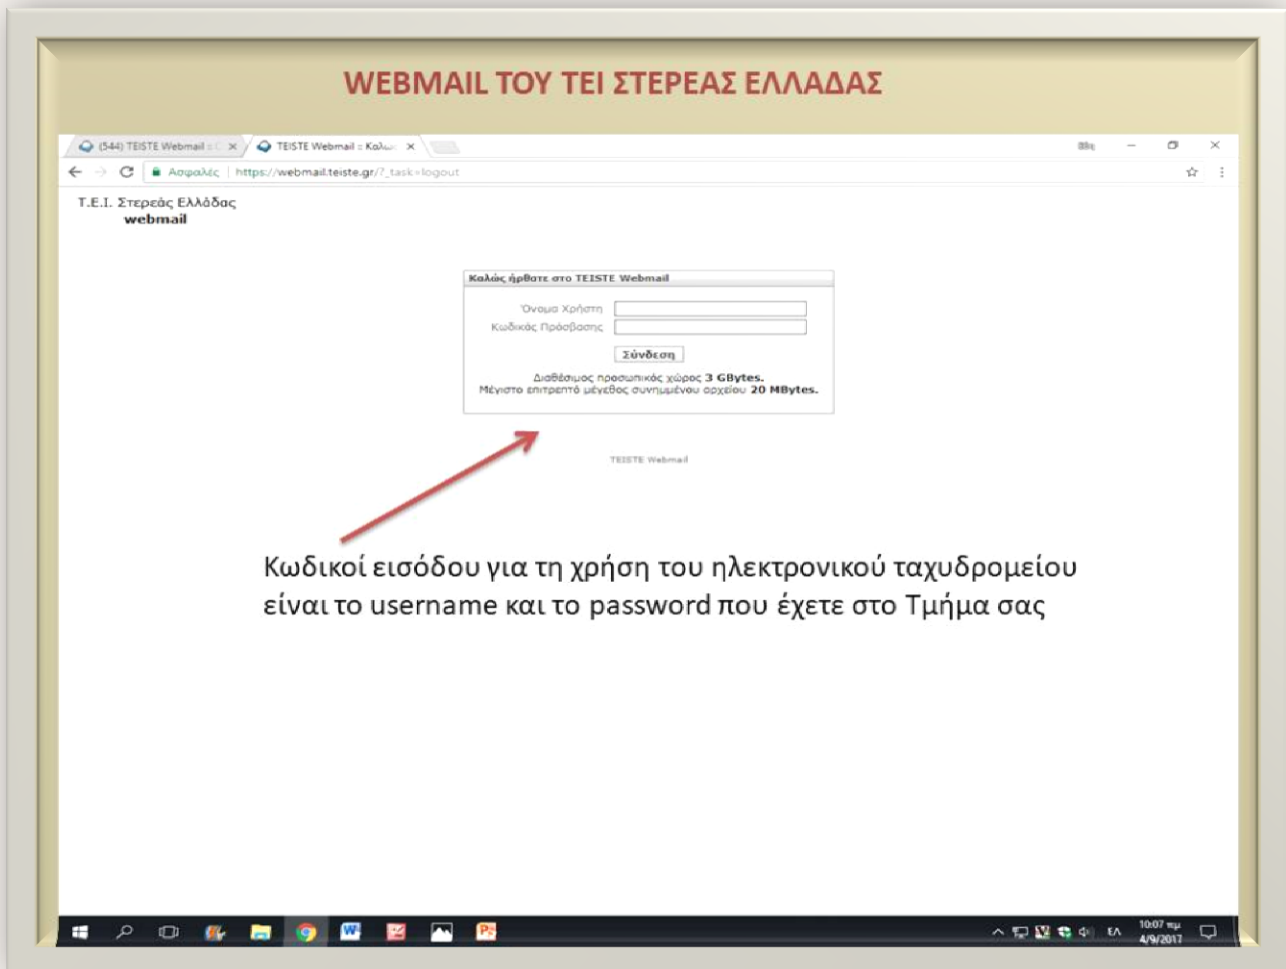 WEBMAIL ΤΟΥ ΤΕΙ ΣΤΕΡΕΑΣ ΕΛΛΑΔΑΣ
(544) TEISTE Webmail ::
TEISTE Webmail :: Καλω
Ασφαλές https://webmail.teiste.gr/?_task=logout
Τ.Ε.Ι. Στερεάς Ελλάδας
webmail
Καλώς ήρθατε στο TEISTE Webmail
Όνομα Χρήστη
Κωδικός Πρόσβασης
Σύνδεση
Διαθέσιμος προσωπικός χώρος 3 GBytes.
Μέγιστο επιτρεπτό μέγεθος συνημμένου αρχείου 20 MBytes.
TEISTE Webmail
Κωδικοί εισόδου για τη χρήση του ηλεκτρονικού ταχυδρομείου
είναι το username και το password που έχετε στο Τμήμα σας
ΕΛ
10:07 πμ
4/9/2017